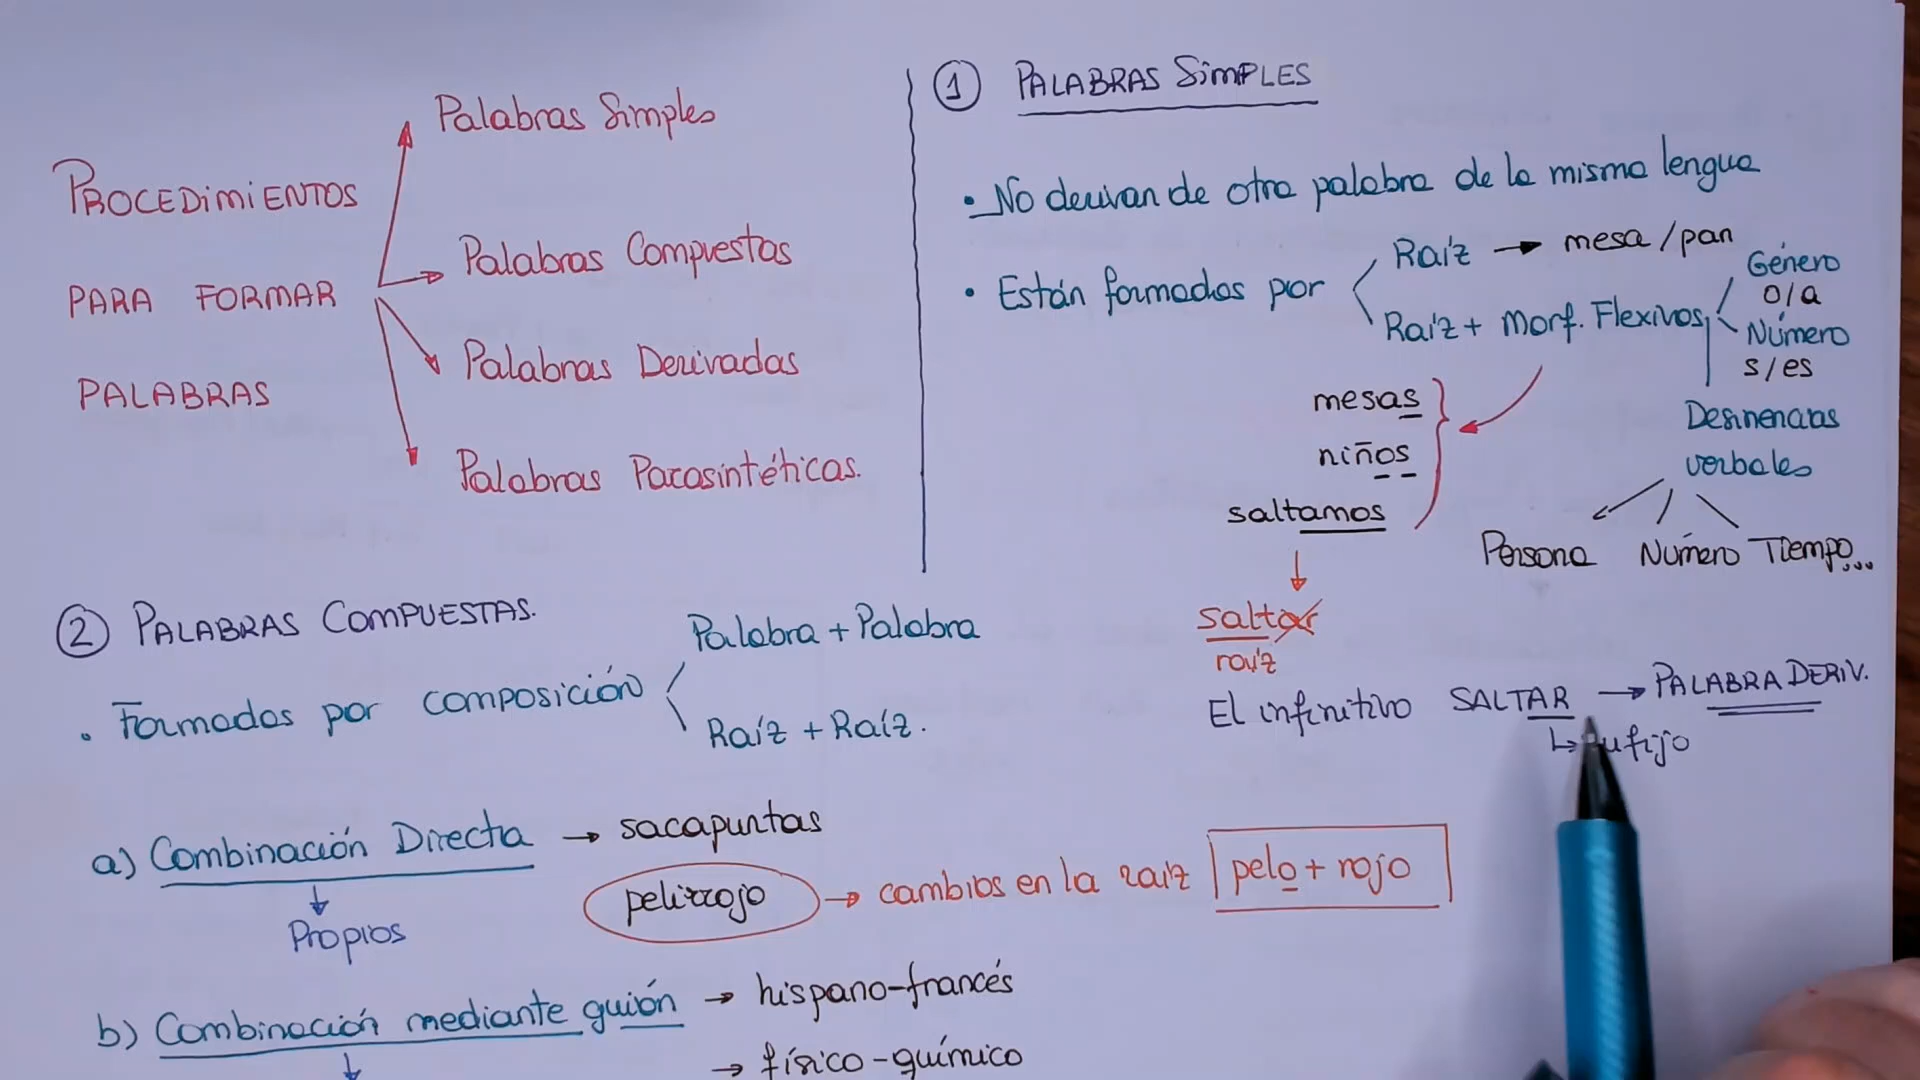 PROCEDIMIENTOS
PARA FORMAR
PALABRAS
Palabras Simples
Palabras Compuestas
Palabras Derivadas
Palabras Parasintéticas.
1 PALABRAS SIMPLES
• No derivan de otra palabra de la misma lengua
• Están formadas por
Raíz → mesa / pan
Raíz + Morf. Flexivos
Género
o/a
Número
s/es
Desinencias
verbales
Persona Número Tiempo...
mesas
niños
saltamos
saltar
raíz
El infinitivo SALTAR → PALABRA DERIV.
↳ sufijo
2 PALABRAS COMPUESTAS.
• Formadas por composición
Palabra + Palabra
Raíz + Raíz.
a) Combinación Directa → sacapuntas
Propios
pelirrojo → cambios en la raiz pelo + rojo
b) Combinación mediante guión → hispano-francés
→ físico-químico